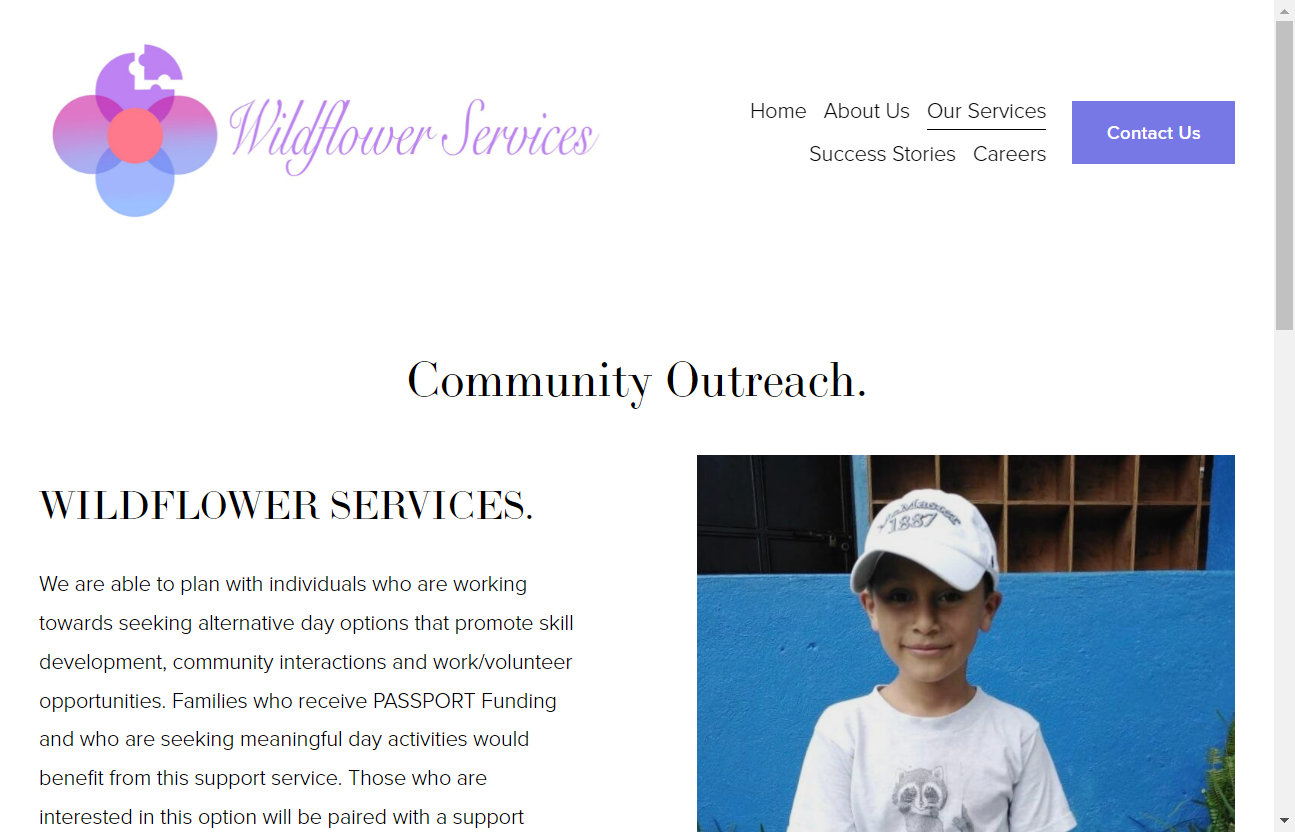 Wildflower Services
Home About Us Our Services
Success Stories Careers
Contact Us
Community Outreach.
WILDFLOWER SERVICES.
We are able to plan with individuals who are working
towards seeking alternative day options that promote skill
development, community interactions and work/volunteer
opportunities. Families who receive PASSPORT Funding
and who are seeking meaningful day activities would
benefit from this support service. Those who are
interested in this option will be paired with a support
1887